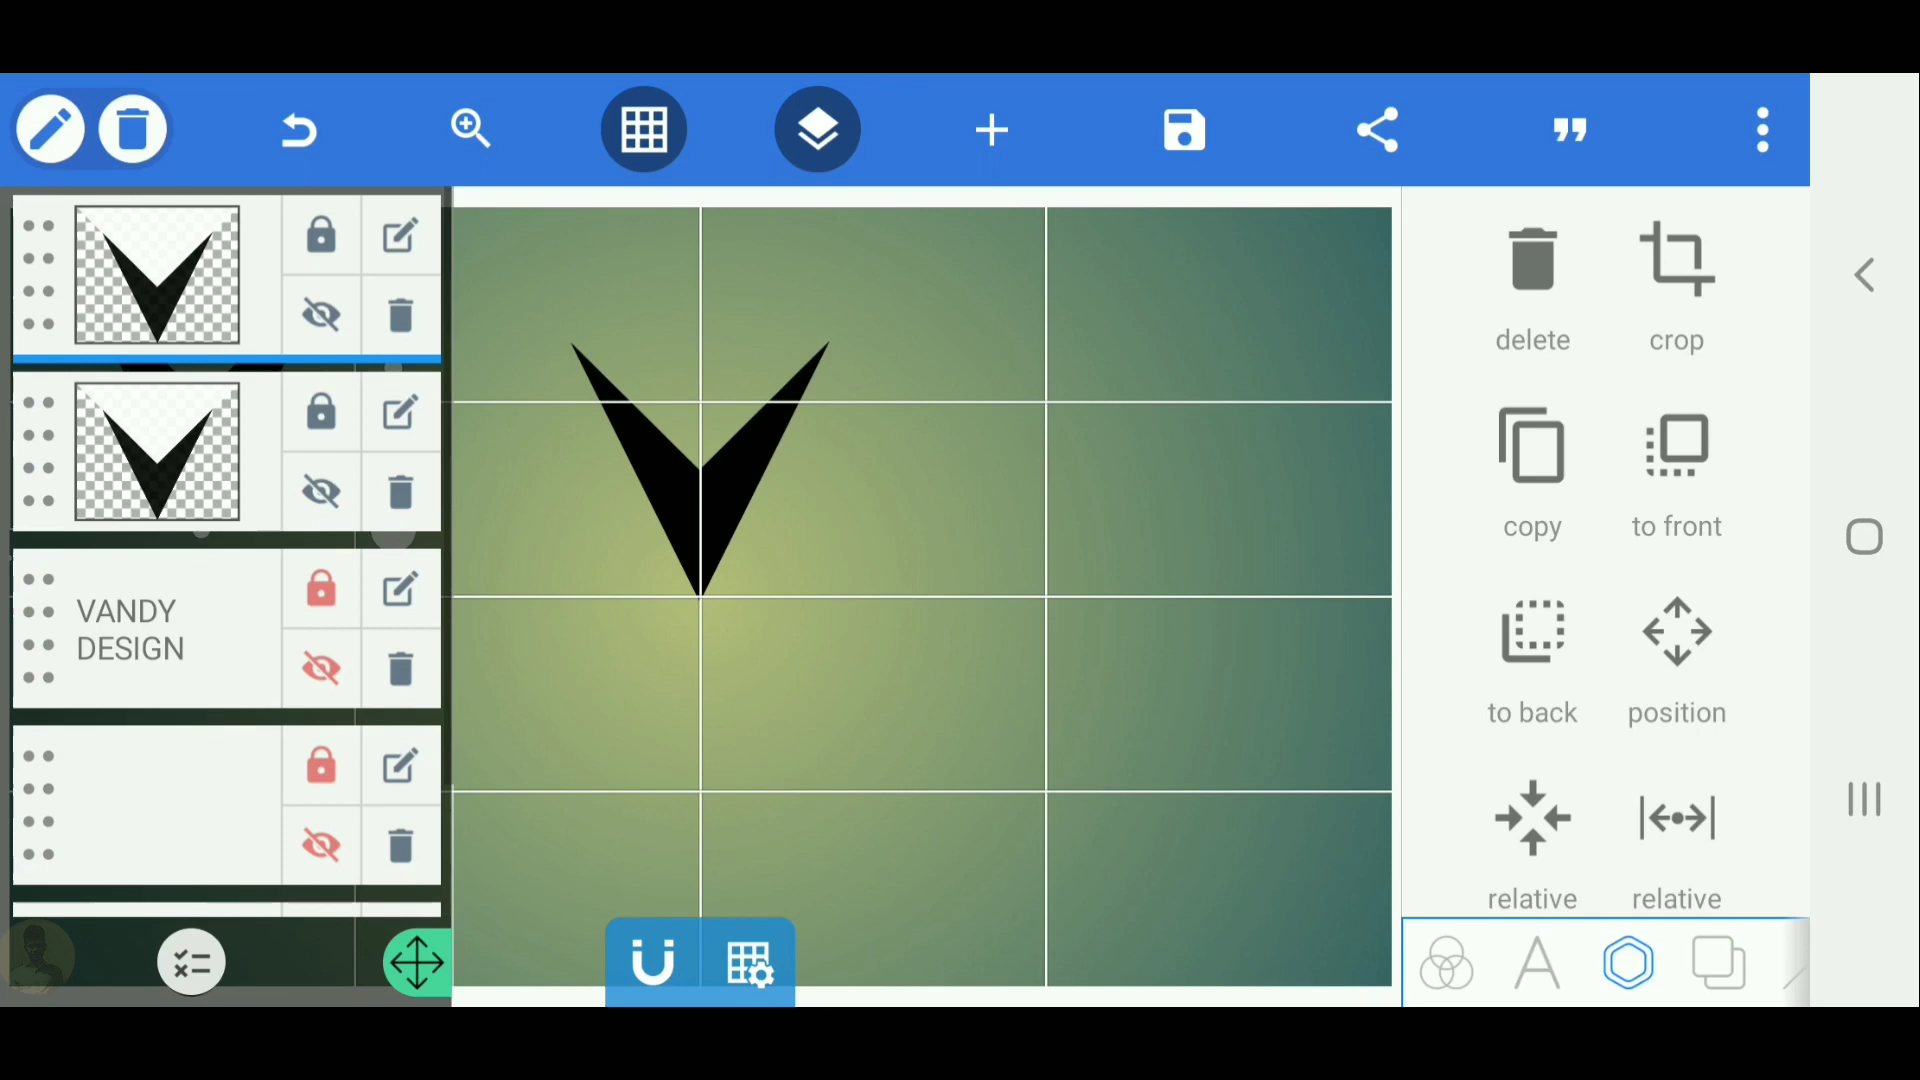 VANDY
DESIGN
delete
crop
copy
to front
to back
position
relative
relative